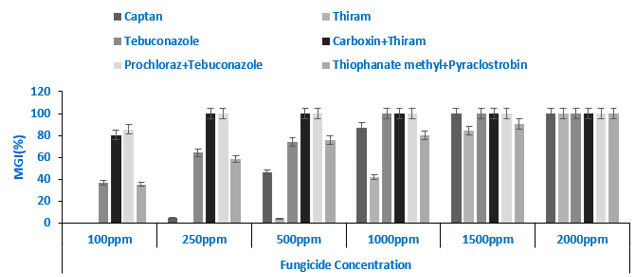 Captan Thiram
Tebuconazole Carboxin+Thiram
Prochloraz+Tebuconazole Thiophanate methyl+Pyraclostrobin
120
100
80
60
40
20
0
MGI(%)
100ppm 250ppm 500ppm 1000ppm 1500ppm 2000ppm
Fungicide Concentration